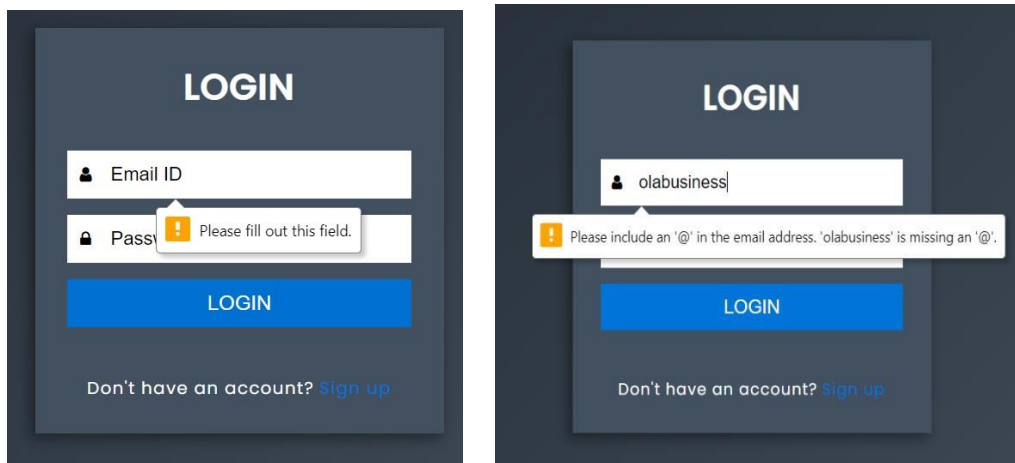 LOGIN
Email ID
Please fill out this field.
Passw
LOGIN
Don't have an account? Sign up
LOGIN
olabusiness
Please include an '@' in the email address. 'olabusiness' is missing an '@'.
LOGIN
Don't have an account? Sign up